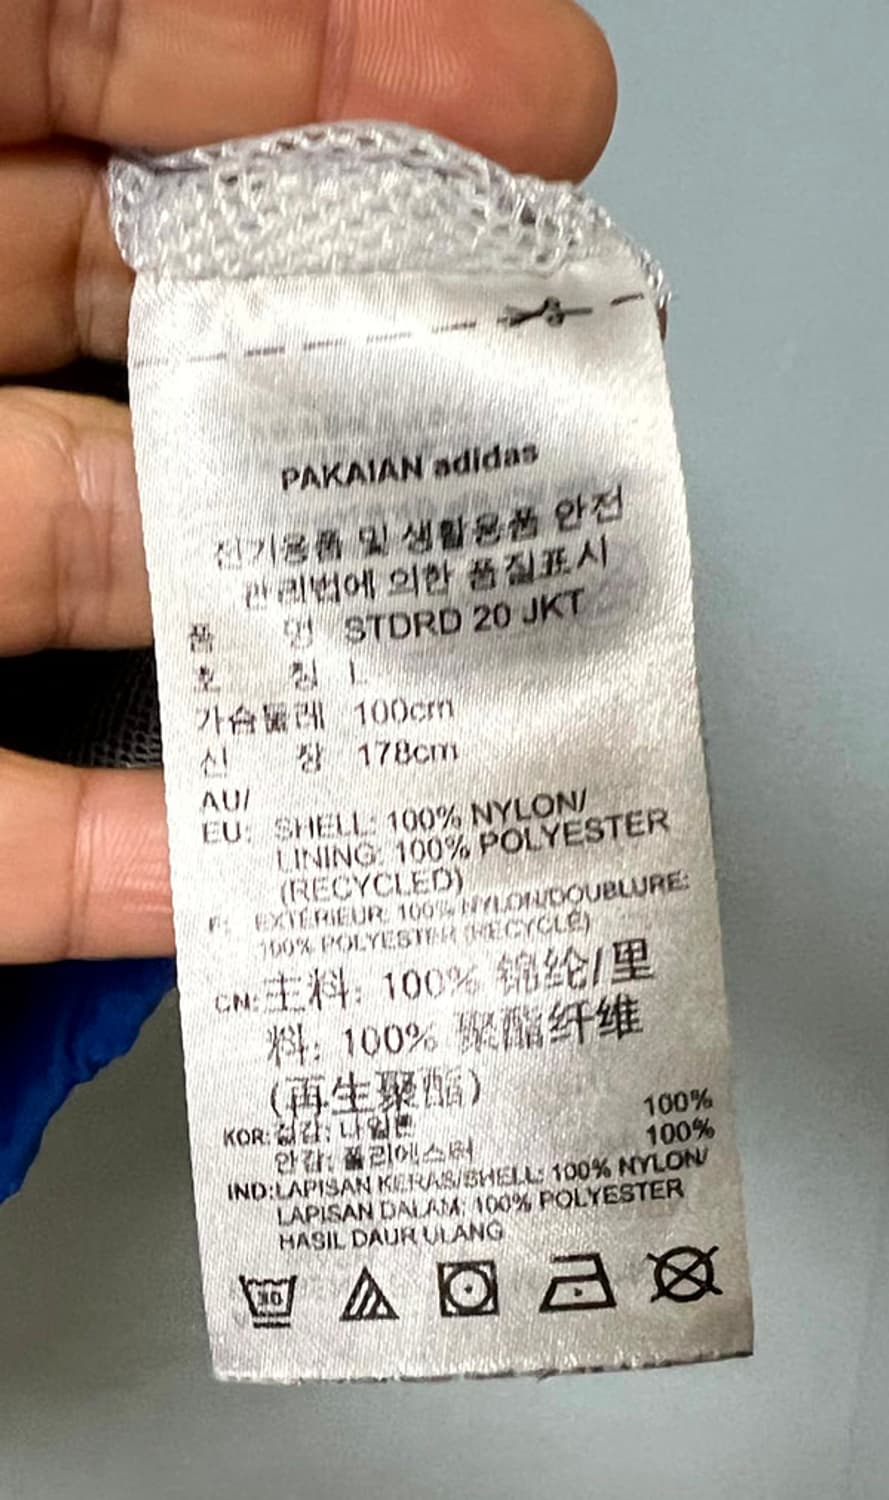 PAKAIAN adidas
전기용품 및 생활용품 안전
관리법에 의한 품질표시
품 명 STDRD 20 JKT
호 칭 L
가슴둘레 100cm
신 장 178cm
AU/
EU: SHELL: 100% NYLON/
LINING: 100% POLYESTER
(RECYCLED)
F: EXTÉRIEUR: 100% NYLON/DOUBLURE:
100% POLYESTER (RECYCLÉ)
CN: 主料: 100% 锦纶/里
料: 100% 聚酯纤维
(再生聚酯)
KOR: 겉감: 나일론 100%
안감: 폴리에스터 100%
IND:LAPISAN KERAS/SHELL: 100% NYLON/
LAPISAN DALAM: 100% POLYESTER
HASIL DAUR ULANG
30